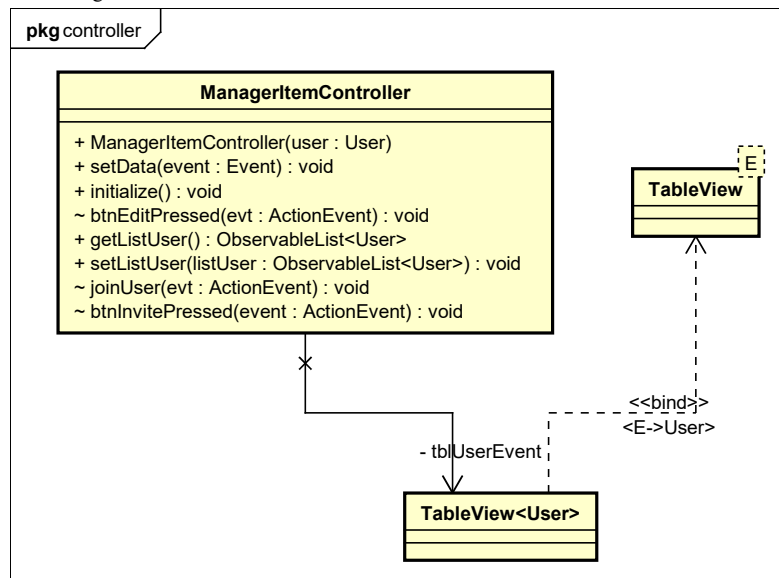 pkg controller
ManagerItemController
+ ManagerItemController(user : User)
+ setData(event : Event) : void
+ initialize() : void
~ btnEditPressed(evt : ActionEvent) : void
+ getListUser() : ObservableList<User>
+ setListUser(listUser : ObservableList<User>) : void
~ joinUser(evt : ActionEvent) : void
~ btnInvitePressed(event : ActionEvent) : void
E
TableView
<<bind>>
<E->User>
- tblUserEvent
TableView<User>